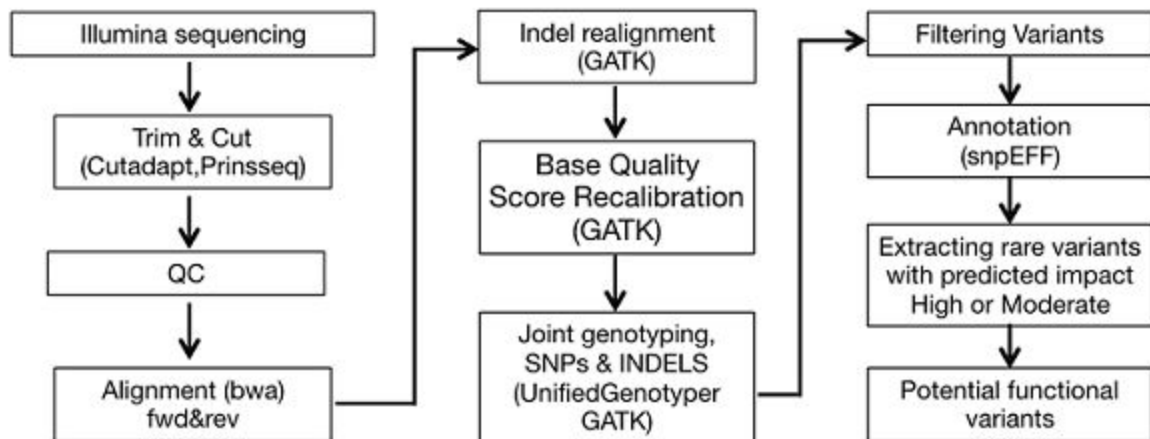 Illumina sequencing
Trim & Cut
(Cutadapt,Prinsseq)
QC
Alignment (bwa)
fwd&rev
Indel realignment
(GATK)
Base Quality
Score Recalibration
(GATK)
Joint genotyping,
SNPs & INDELS
(UnifiedGenotyper
GATK)
Filtering Variants
Annotation
(snpEFF)
Extracting rare variants
with predicted impact
High or Moderate
Potential functional
variants